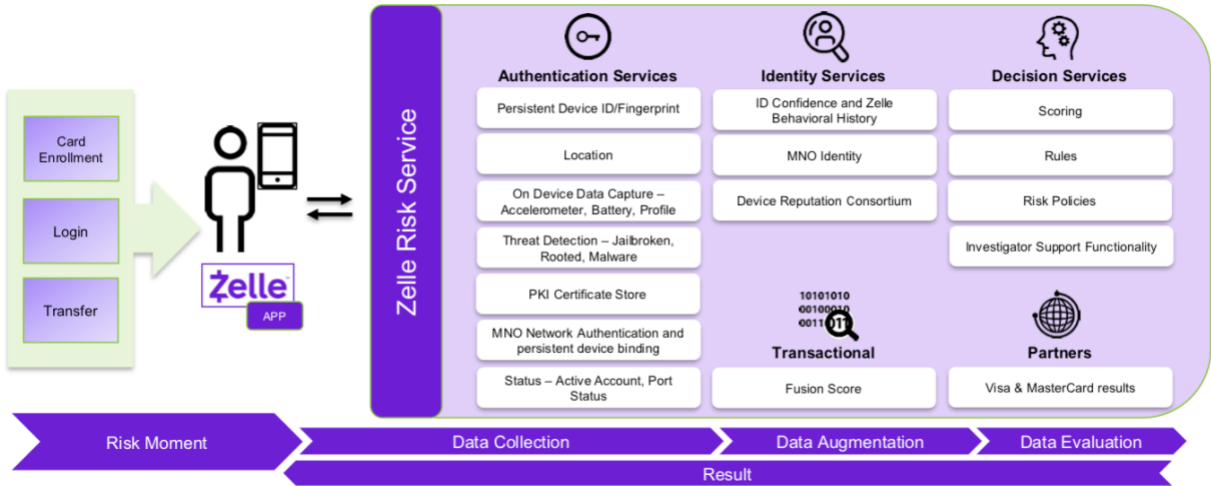 Card
Enrollment
Login
Transfer
Zelle™
APP
Zelle Risk Service
Authentication Services
Persistent Device ID/Fingerprint
Location
On Device Data Capture –
Accelerometer, Battery, Profile
Threat Detection – Jailbroken,
Rooted, Malware
PKI Certificate Store
MNO Network Authentication and
persistent device binding
Status – Active Account, Port
Status
Identity Services
ID Confidence and Zelle
Behavioral History
MNO Identity
Device Reputation Consortium
Decision Services
Scoring
Rules
Risk Policies
Investigator Support Functionality
10101010
00100010
0011 011
Transactional
Fusion Score
Partners
Visa & MasterCard results
Risk Moment
Data Collection
Data Augmentation
Data Evaluation
Result